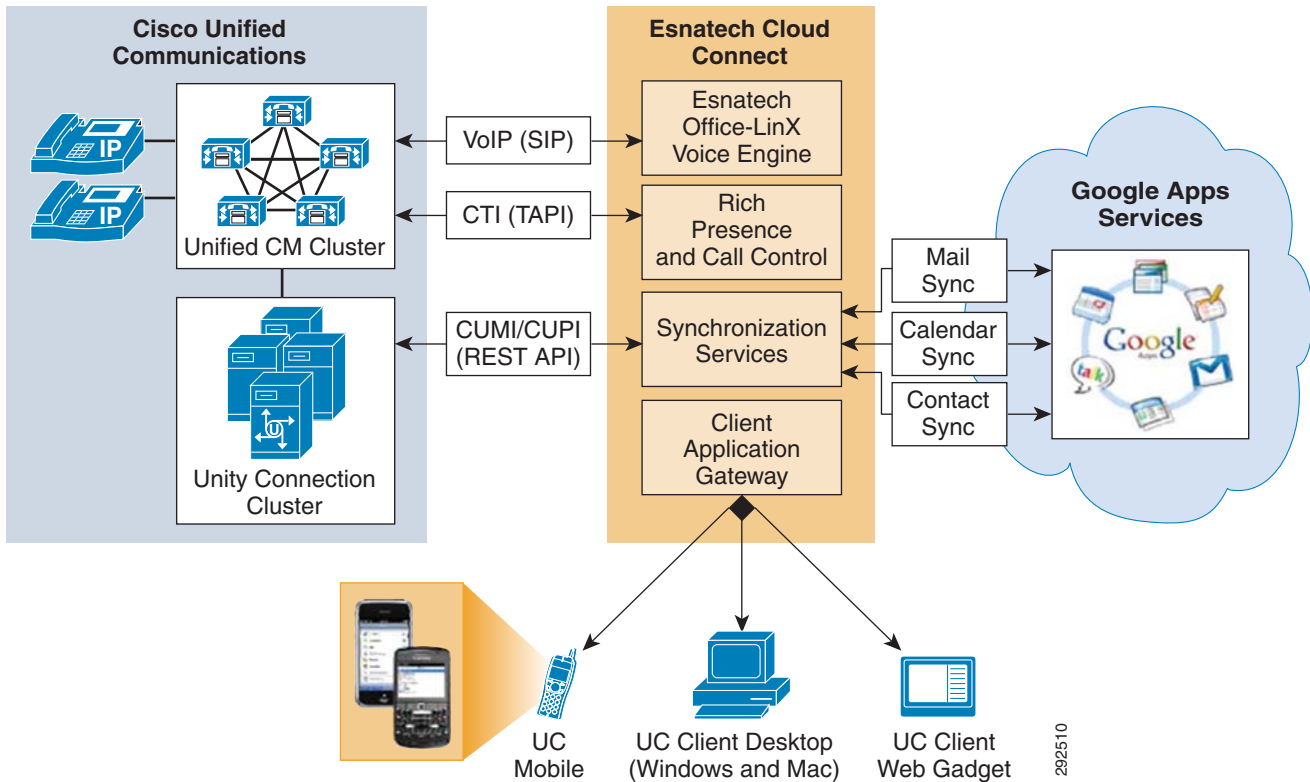 Cisco Unified
Communications
IP
IP
Unified CM Cluster
U
Unity Connection
Cluster
VoIP (SIP)
CTI (TAPI)
CUMI/CUPI
(REST API)
Esnatech Cloud
Connect
Esnatech
Office-LinX
Voice Engine
Rich
Presence
and Call Control
Synchronization
Services
Client
Application
Gateway
Mail
Sync
Calendar
Sync
Contact
Sync
Google Apps
Services
Google
Apps
talk
UC
Mobile
UC Client Desktop
(Windows and Mac)
UC Client
Web Gadget
292510